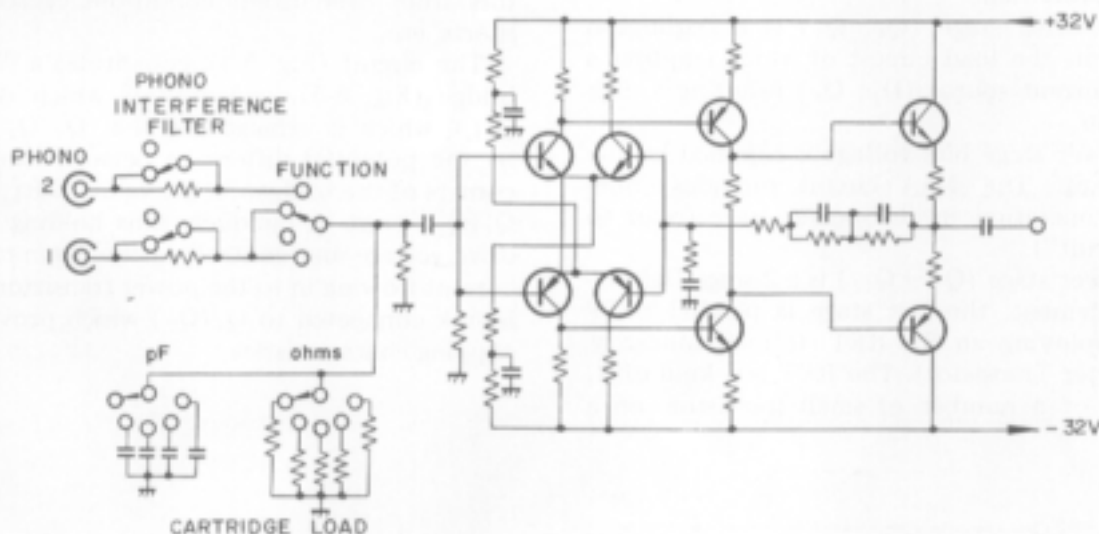 +32V
PHONO
INTERFERENCE
FILTER
PHONO
2
FUNCTION
1
pF
ohms
-32V
CARTRIDGE LOAD